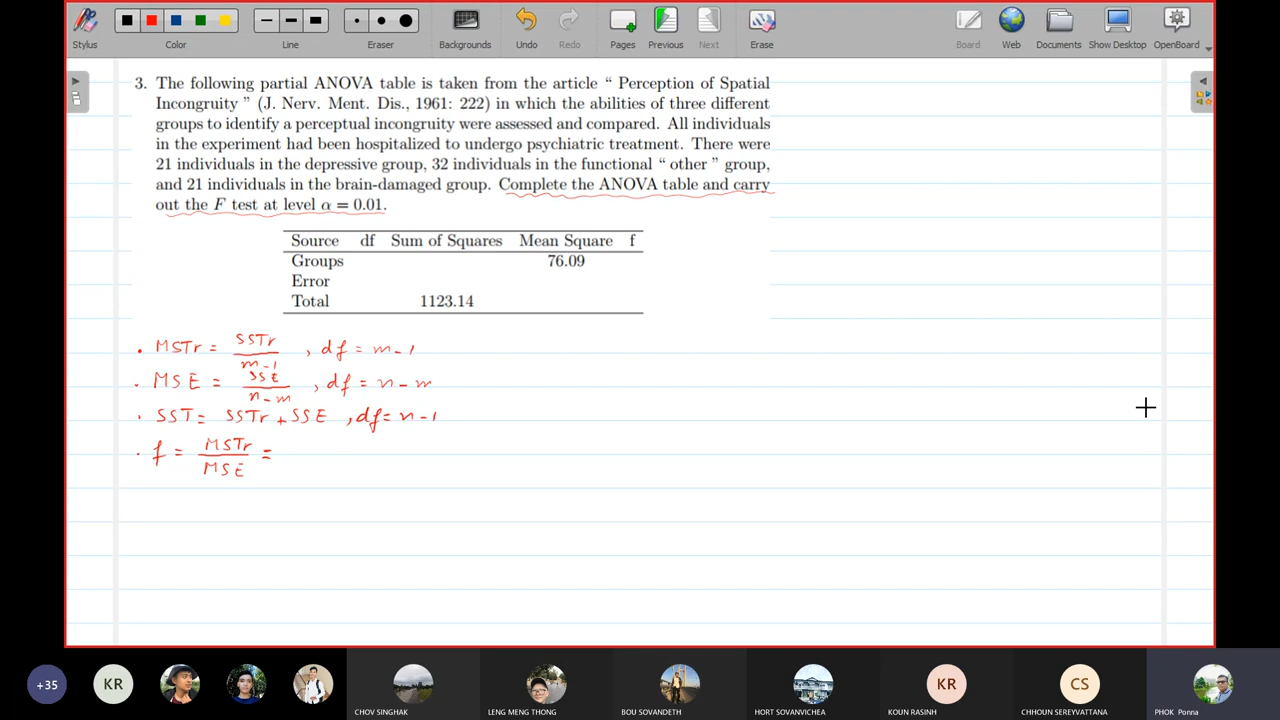 Stylus Color Line Eraser Backgrounds Undo Redo Pages Previous Next Erase Board Web Documents Show Desktop OpenBoard
3. The following partial ANOVA table is taken from the article “ Perception of Spatial
Incongruity ” (J. Nerv. Ment. Dis., 1961: 222) in which the abilities of three different
groups to identify a perceptual incongruity were assessed and compared. All individuals
in the experiment had been hospitalized to undergo psychiatric treatment. There were
21 individuals in the depressive group, 32 individuals in the functional “ other ” group,
and 21 individuals in the brain-damaged group. Complete the ANOVA table and carry
out the F test at level α = 0.01.
Source df Sum of Squares Mean Square f
Groups 76.09
Error
Total 1123.14
· MSTr = SSTr / m-1 , df = m-1
· MSE = SSE / n-m , df = n-m
· SST = SSTr + SSE , df = n-1
· f = MSTr / MSE =
+35 KR CHOV SINGHAK LENG MENG THONG BOU SOVANDETH HORT SOVANVICHEA KR KOUN RASINH CS CHHOUN SEREYVATTANA PHOK Ponna